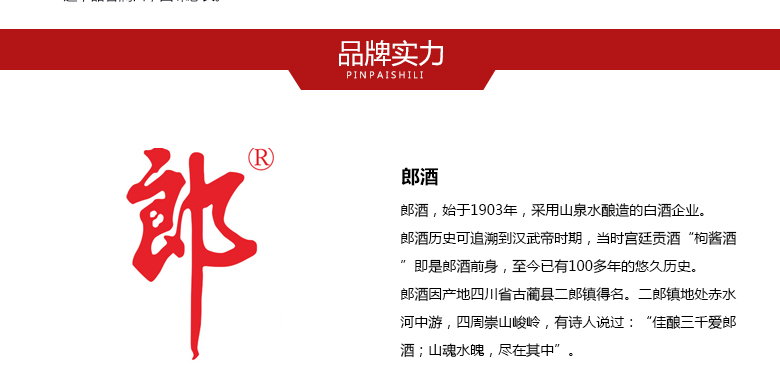 品牌实力
PINPAISHILI
郎®
郎酒
郎酒，始于1903年，采用山泉水酿造的白酒企业。
郎酒历史可追溯到汉武帝时期，当时宫廷贡酒“枸酱酒
”即是郎酒前身，至今已有100多年的悠久历史。
郎酒因产地四川省古蔺县二郎镇得名。二郎镇地处赤水
河中游，四周崇山峻岭，有诗人说过：“佳酿三千爱郎
酒；山魂水魄，尽在其中”。